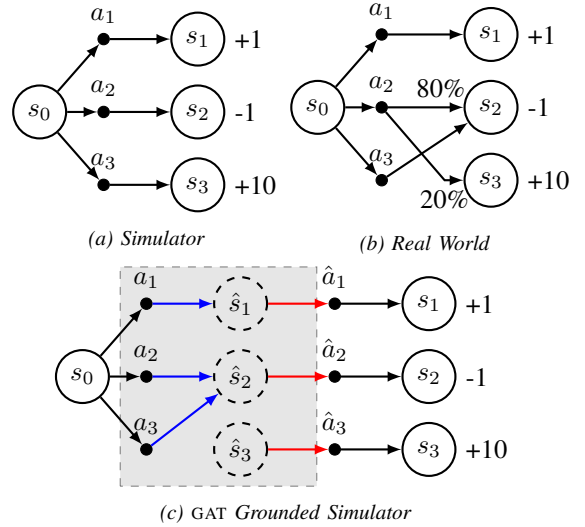 a₁ s₁ +1
s₀ a₂ s₂ -1
a₃ s₃ +10
(a) Simulator
a₁ s₁ +1
s₀ a₂ 80% s₂ -1
a₃ s₃ +10
20%
(b) Real World
a₁ ŝ₁ â₁ s₁ +1
s₀ a₂ ŝ₂ â₂ s₂ -1
a₃ ŝ₃ â₃ s₃ +10
(c) GAT Grounded Simulator